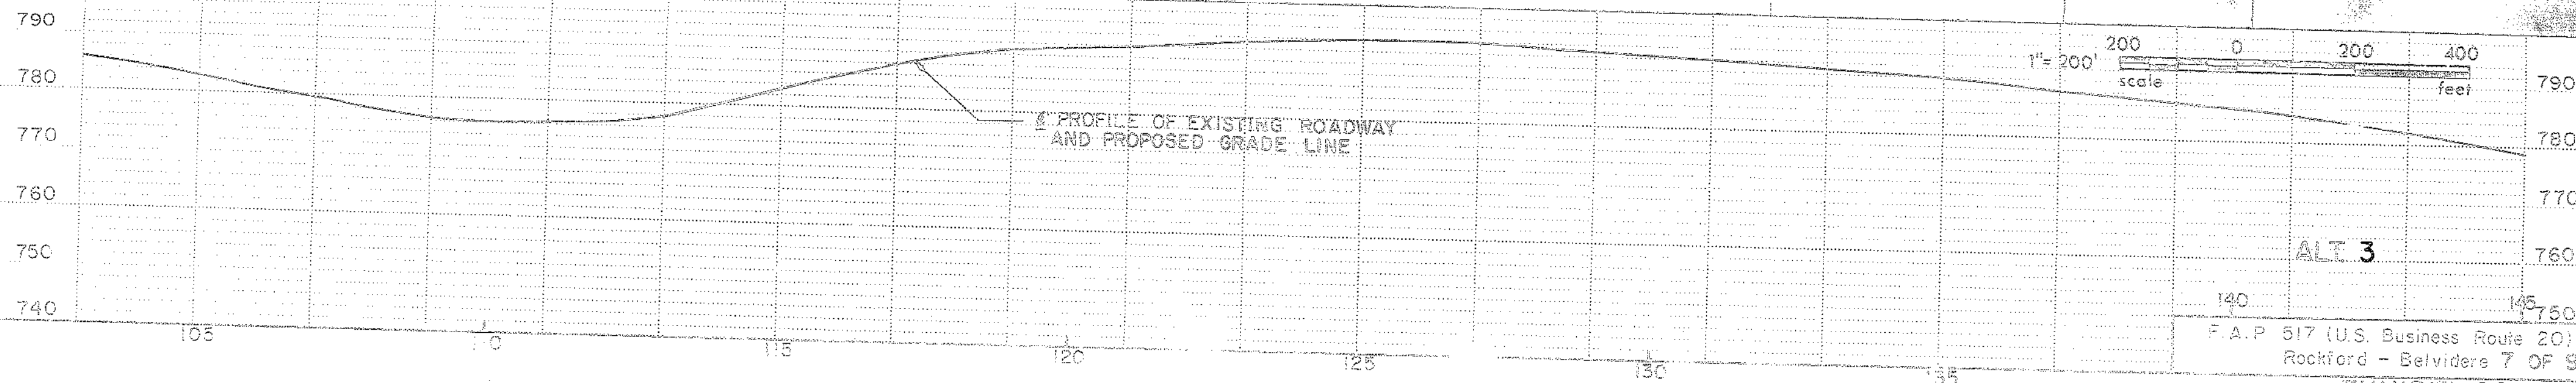 790
780
770
760
750
740
105
115
120
125
130
135
140
145
℄ PROFILE OF EXISTING ROADWAY
AND PROPOSED GRADE LINE
1"= 200'
200 0 200 400
scale feet
790
780
770
760
750
ALT 3
F.A.P 517 (U.S. Business Route 20)
Rockford - Belvidere 7 OF